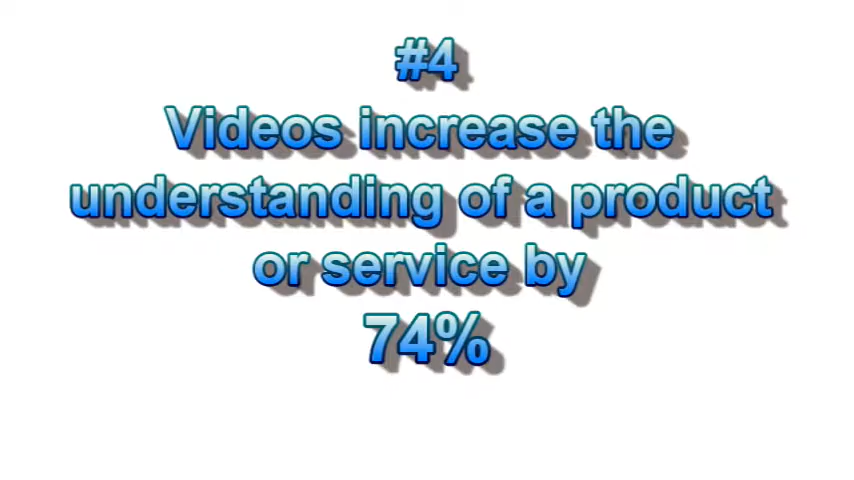 #4
Videos increase the
understanding of a product
or service by
74%